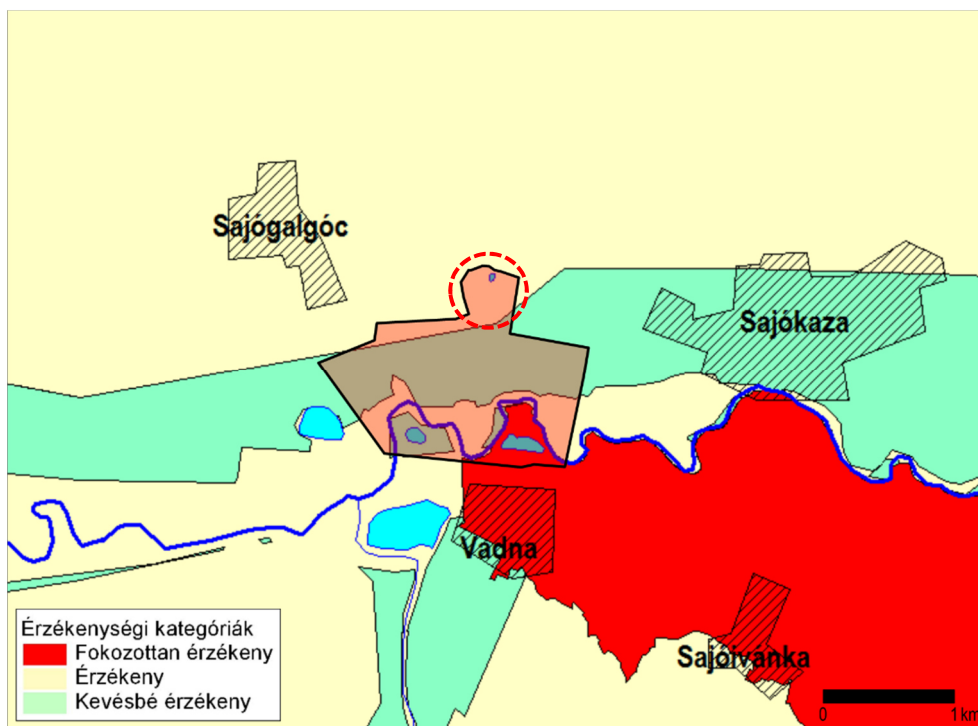 Sajógalgóc
Sajókaza
Vadna
Sajóivánka
Érzékenységi kategóriák
Fokozottan érzékeny
Érzékeny
Kevésbé érzékeny
0 1 km